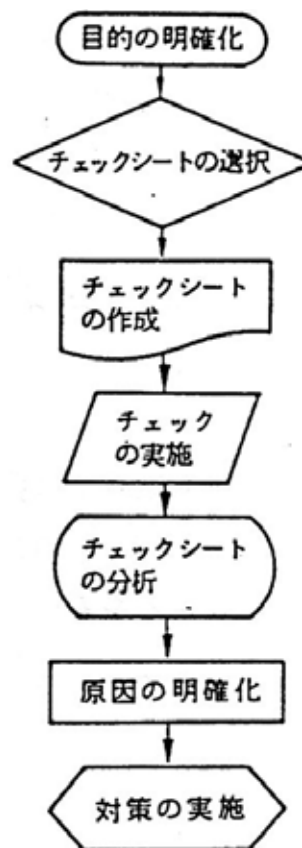 目的の明確化
チェックシートの選択
チェックシート
の作成
チェック
の実施
チェックシート
の分折
原因の明確化
対策の実施